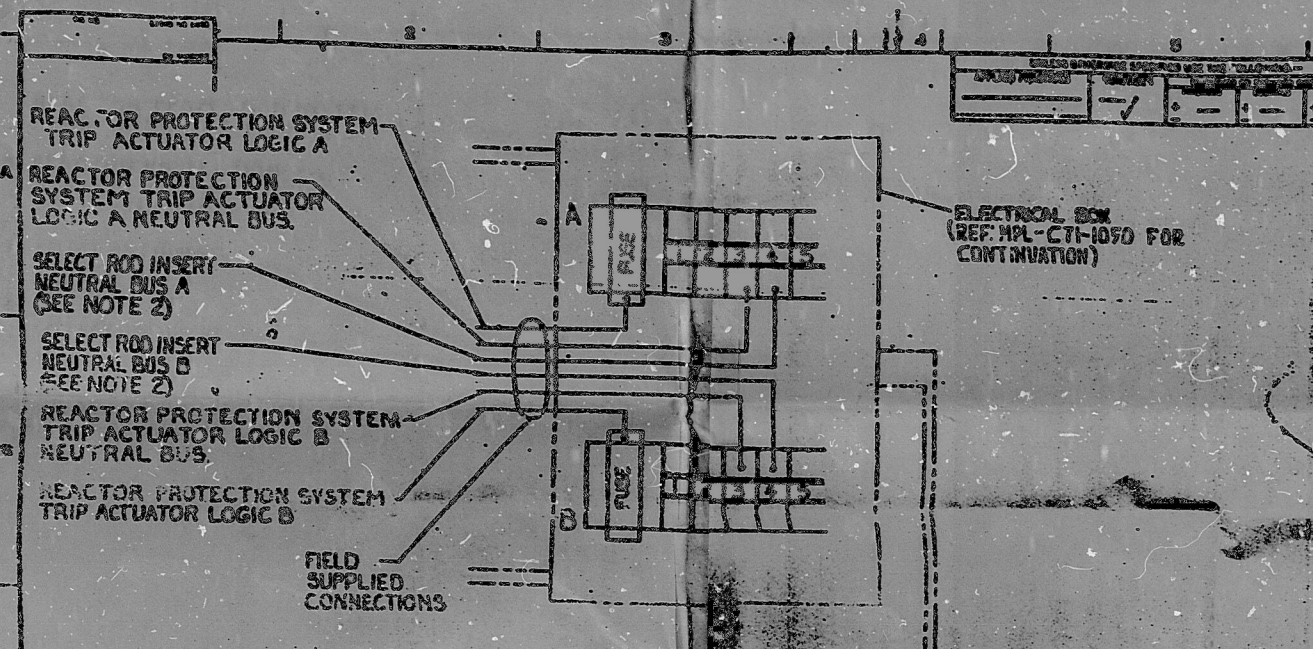 2
3
4
5
REACTOR PROTECTION SYSTEM
TRIP ACTUATOR LOGIC A
A
REACTOR PROTECTION
SYSTEM TRIP ACTUATOR
LOGIC A NEUTRAL BUS.
SELECT ROD INSERT
NEUTRAL BUS A
(SEE NOTE 2)
SELECT ROD INSERT
NEUTRAL BUS B
(SEE NOTE 2)
REACTOR PROTECTION SYSTEM
TRIP ACTUATOR LOGIC B
NEUTRAL BUS.
B
REACTOR PROTECTION SYSTEM
TRIP ACTUATOR LOGIC B
FIELD
SUPPLIED
CONNECTIONS
A
FUSE
1 2 3 4 5
B
FUSE
1 2 3 4 5
ELECTRICAL BOX
(REF. MPL-C71-1050 FOR
CONTINUATION)